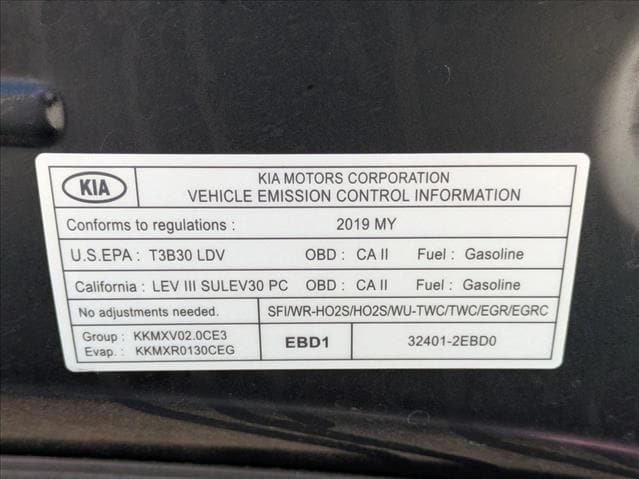 KIA
KIA MOTORS CORPORATION
VEHICLE EMISSION CONTROL INFORMATION
Conforms to regulations : 2019 MY
U.S.EPA : T3B30 LDV OBD : CA II Fuel : Gasoline
California : LEV III SULEV30 PC OBD : CA II Fuel : Gasoline
No adjustments needed. SFI/WR-HO2S/HO2S/WU-TWC/TWC/EGR/EGRC
Group : KKMXV02.0CE3
Evap. : KKMXR0130CEG
EBD1
32401-2EBD0